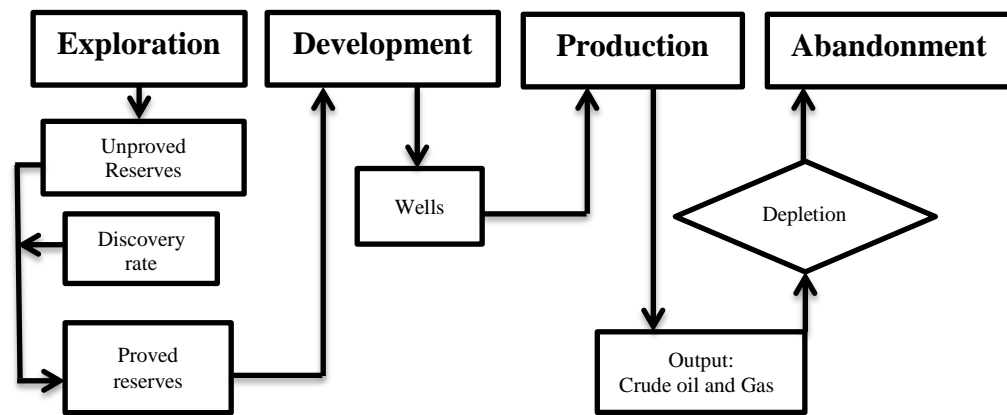 Exploration
Development
Production
Abandonment
Unproved
Reserves
Discovery
rate
Proved
reserves
Wells
Depletion
Output:
Crude oil and Gas